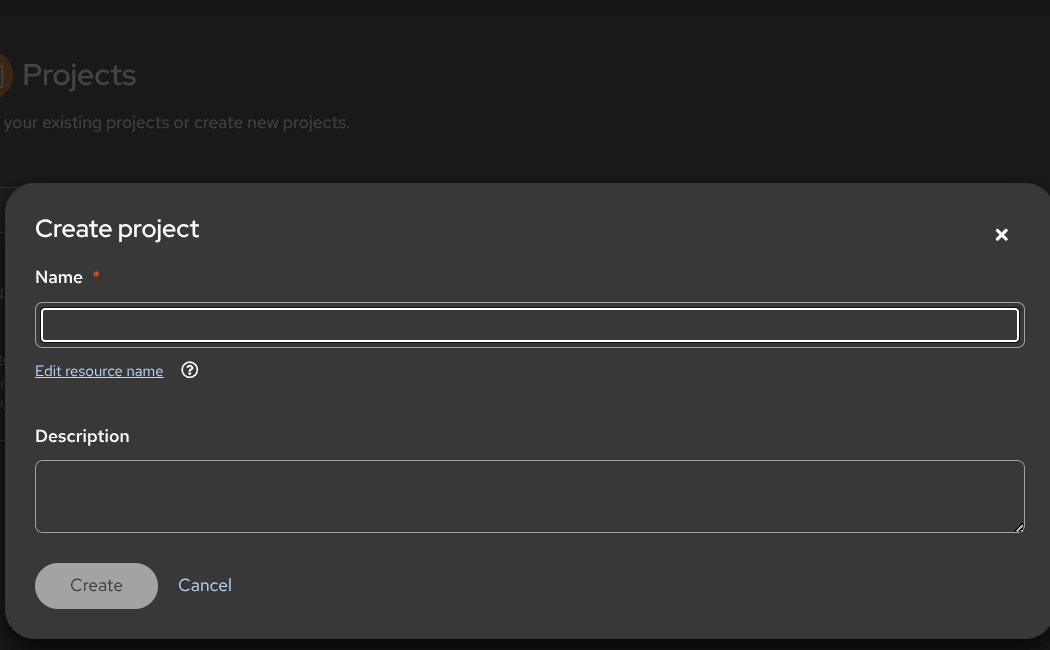 Projects
your existing projects or create new projects.
Create project
Name *
Edit resource name
Description
Create Cancel